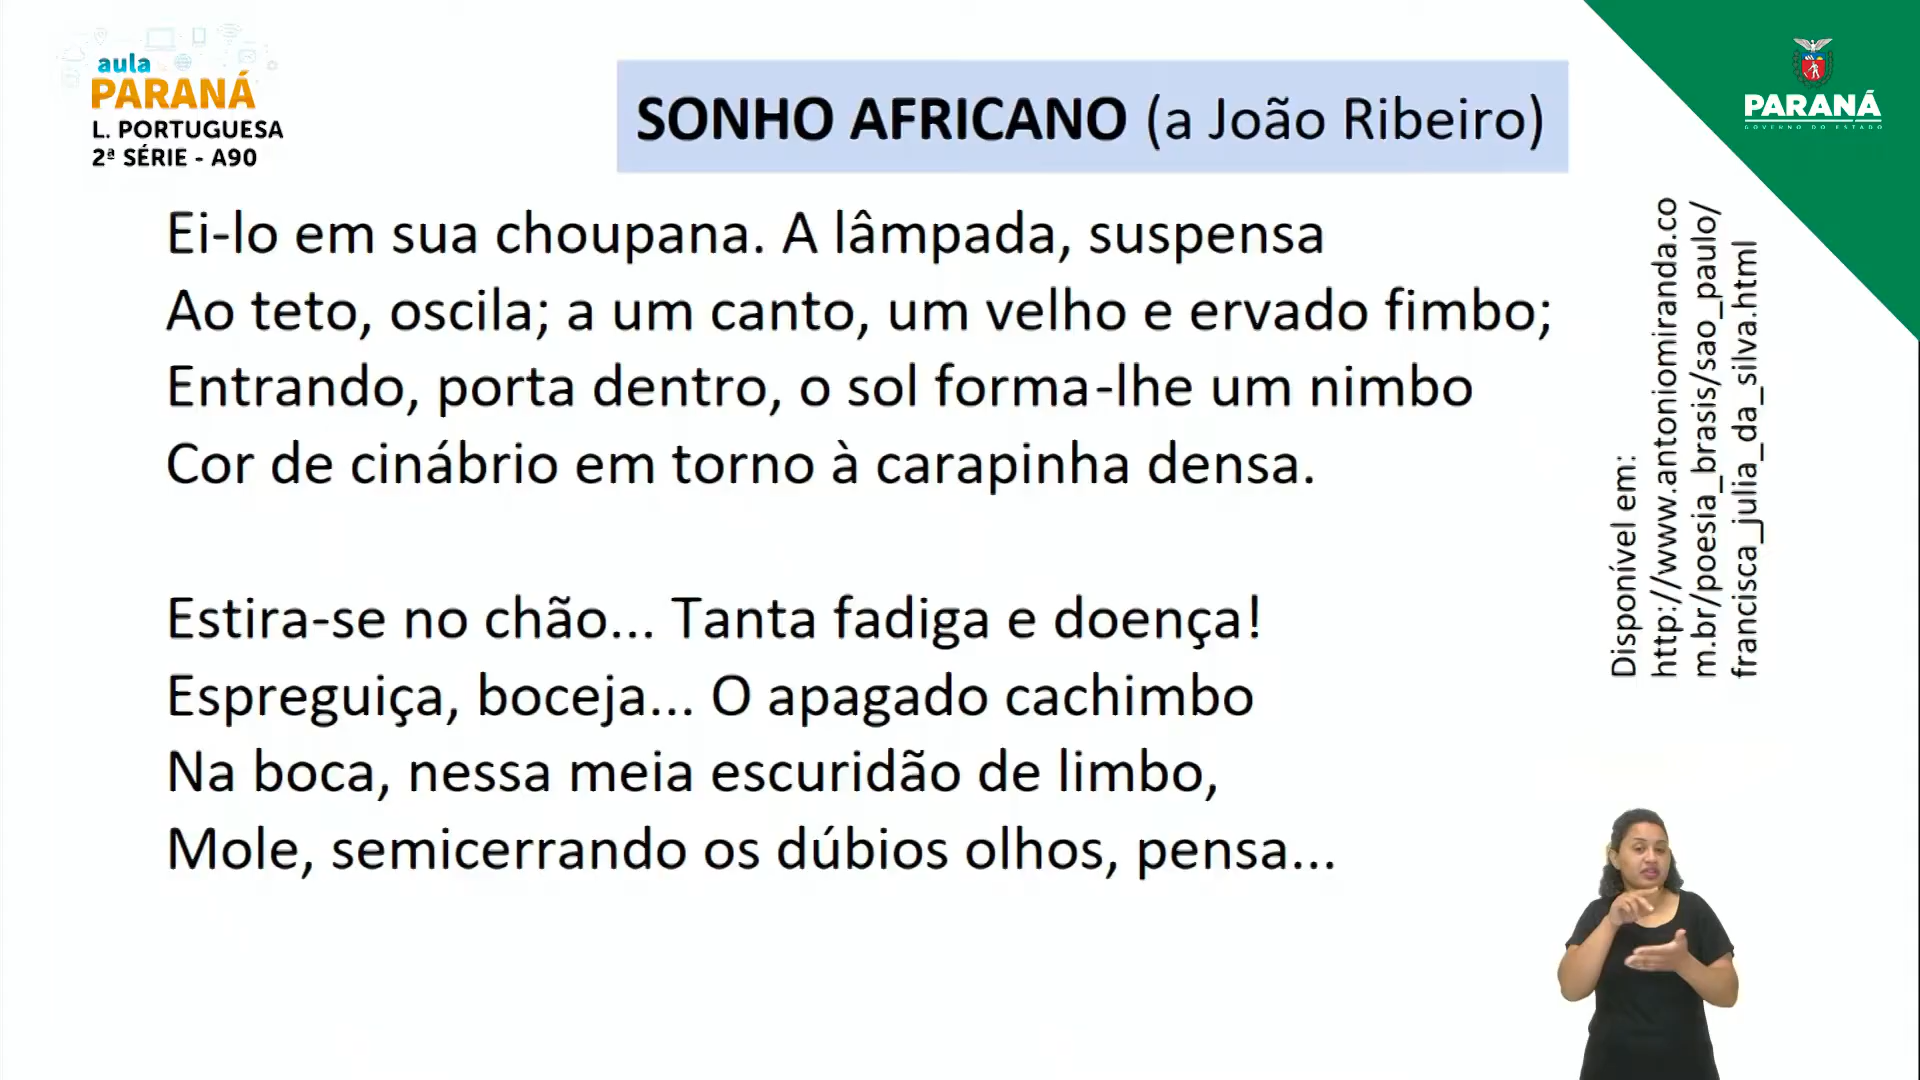 aula
PARANÁ
L. PORTUGUESA
2ª SÉRIE - A90
SONHO AFRICANO (a João Ribeiro)
PARANÁ
GOVERNO DO ESTADO
Ei-lo em sua choupana. A lâmpada, suspensa
Ao teto, oscila; a um canto, um velho e ervado fimbo;
Entrando, porta dentro, o sol forma-lhe um nimbo
Cor de cinábrio em torno à carapinha densa.
Estira-se no chão... Tanta fadiga e doença!
Espreguiça, boceja... O apagado cachimbo
Na boca, nessa meia escuridão de limbo,
Mole, semicerrando os dúbios olhos, pensa...
Disponível em:
http://www.antoniomiranda.co
m.br/poesia_brasis/sao_paulo/
francisca_julia_da_silva.html